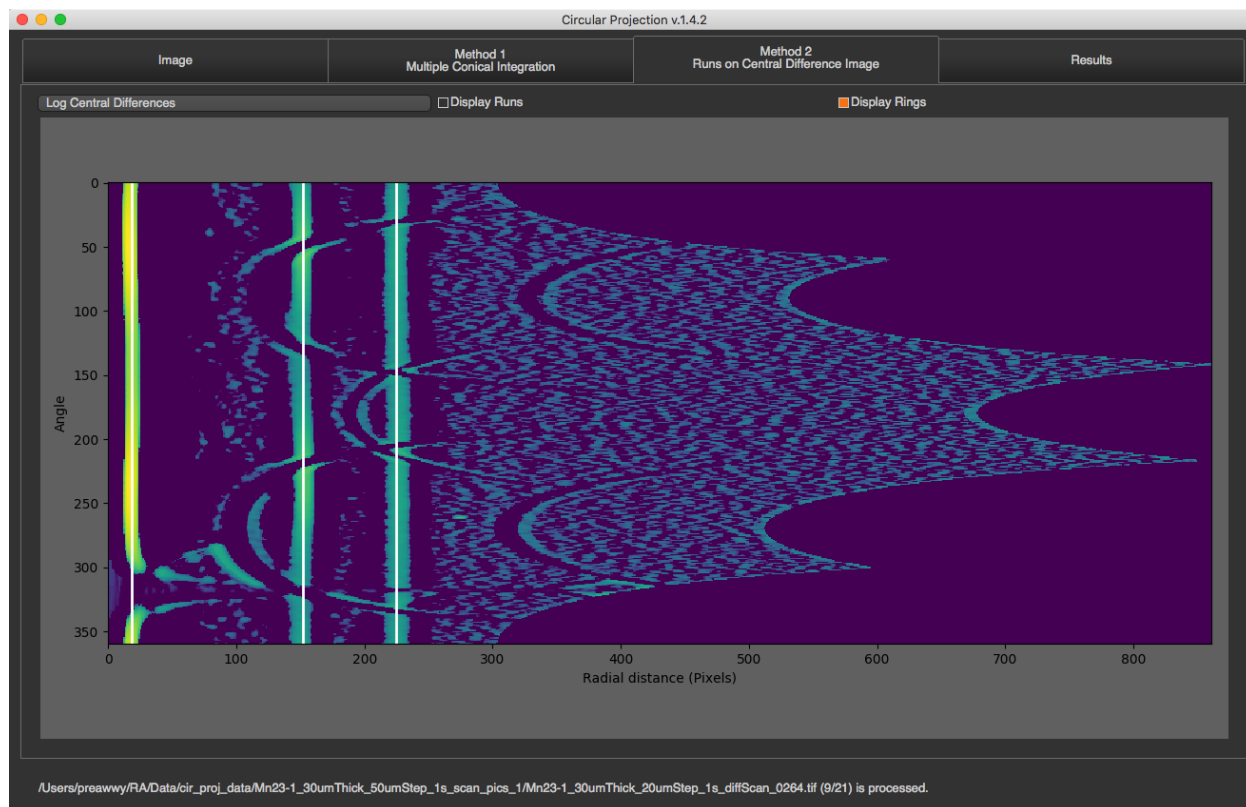 Circular Projection v.1.4.2
Image
Method 1
Multiple Conical Integration
Method 2
Runs on Central Difference Image
Results
Log Central Differences
Display Runs
Display Rings
0
50
100
150
200
250
300
350
Angle
0
100
200
300
400
500
600
700
800
Radial distance (Pixels)
/Users/preawwy/RA/Data/cir_proj_data/Mn23-1_30umThick_50umStep_1s_scan_pics_1/Mn23-1_30umThick_20umStep_1s_diffScan_0264.tif (9/21) is processed.